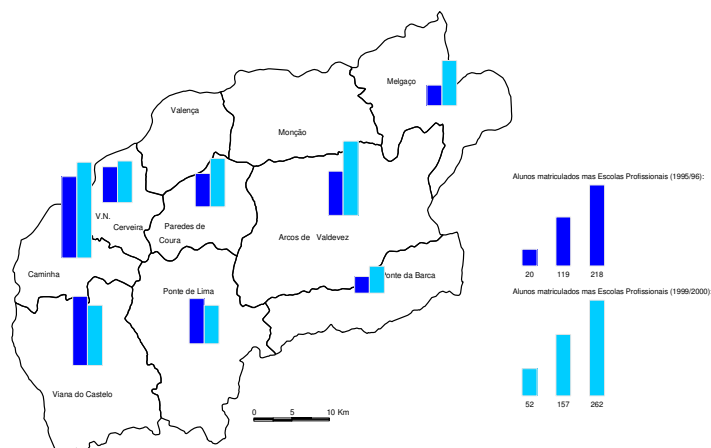 Melgaço
Valença
Monção
V.N.
Cerveira
Paredes de
Coura
Arcos de Valdevez
Caminha
Ponte de Lima
Ponte da Barca
Viana do Castelo
0 5 10 Km
Alunos matriculados mas Escolas Profissionais (1995/96):
20 119 218
Alunos matriculados mas Escolas Profissionais (1999/2000):
52 157 262